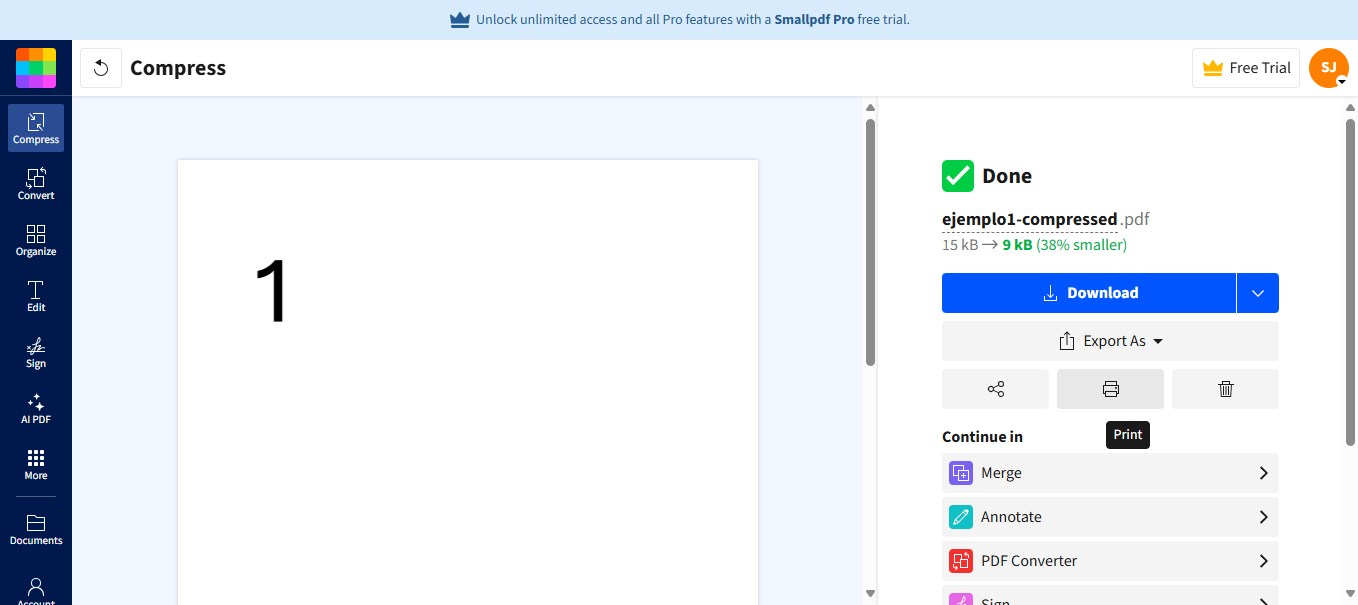 Unlock unlimited access and all Pro features with a Smallpdf Pro free trial.
Compress
Free Trial
SJ
Compress
Convert
Organize
Edit
Sign
AI PDF
More
Documents
Account
1
Done
ejemplo1-compressed.pdf
15 kB → 9 kB (38% smaller)
Download
Export As
Print
Continue in
Merge
Annotate
PDF Converter
Sign